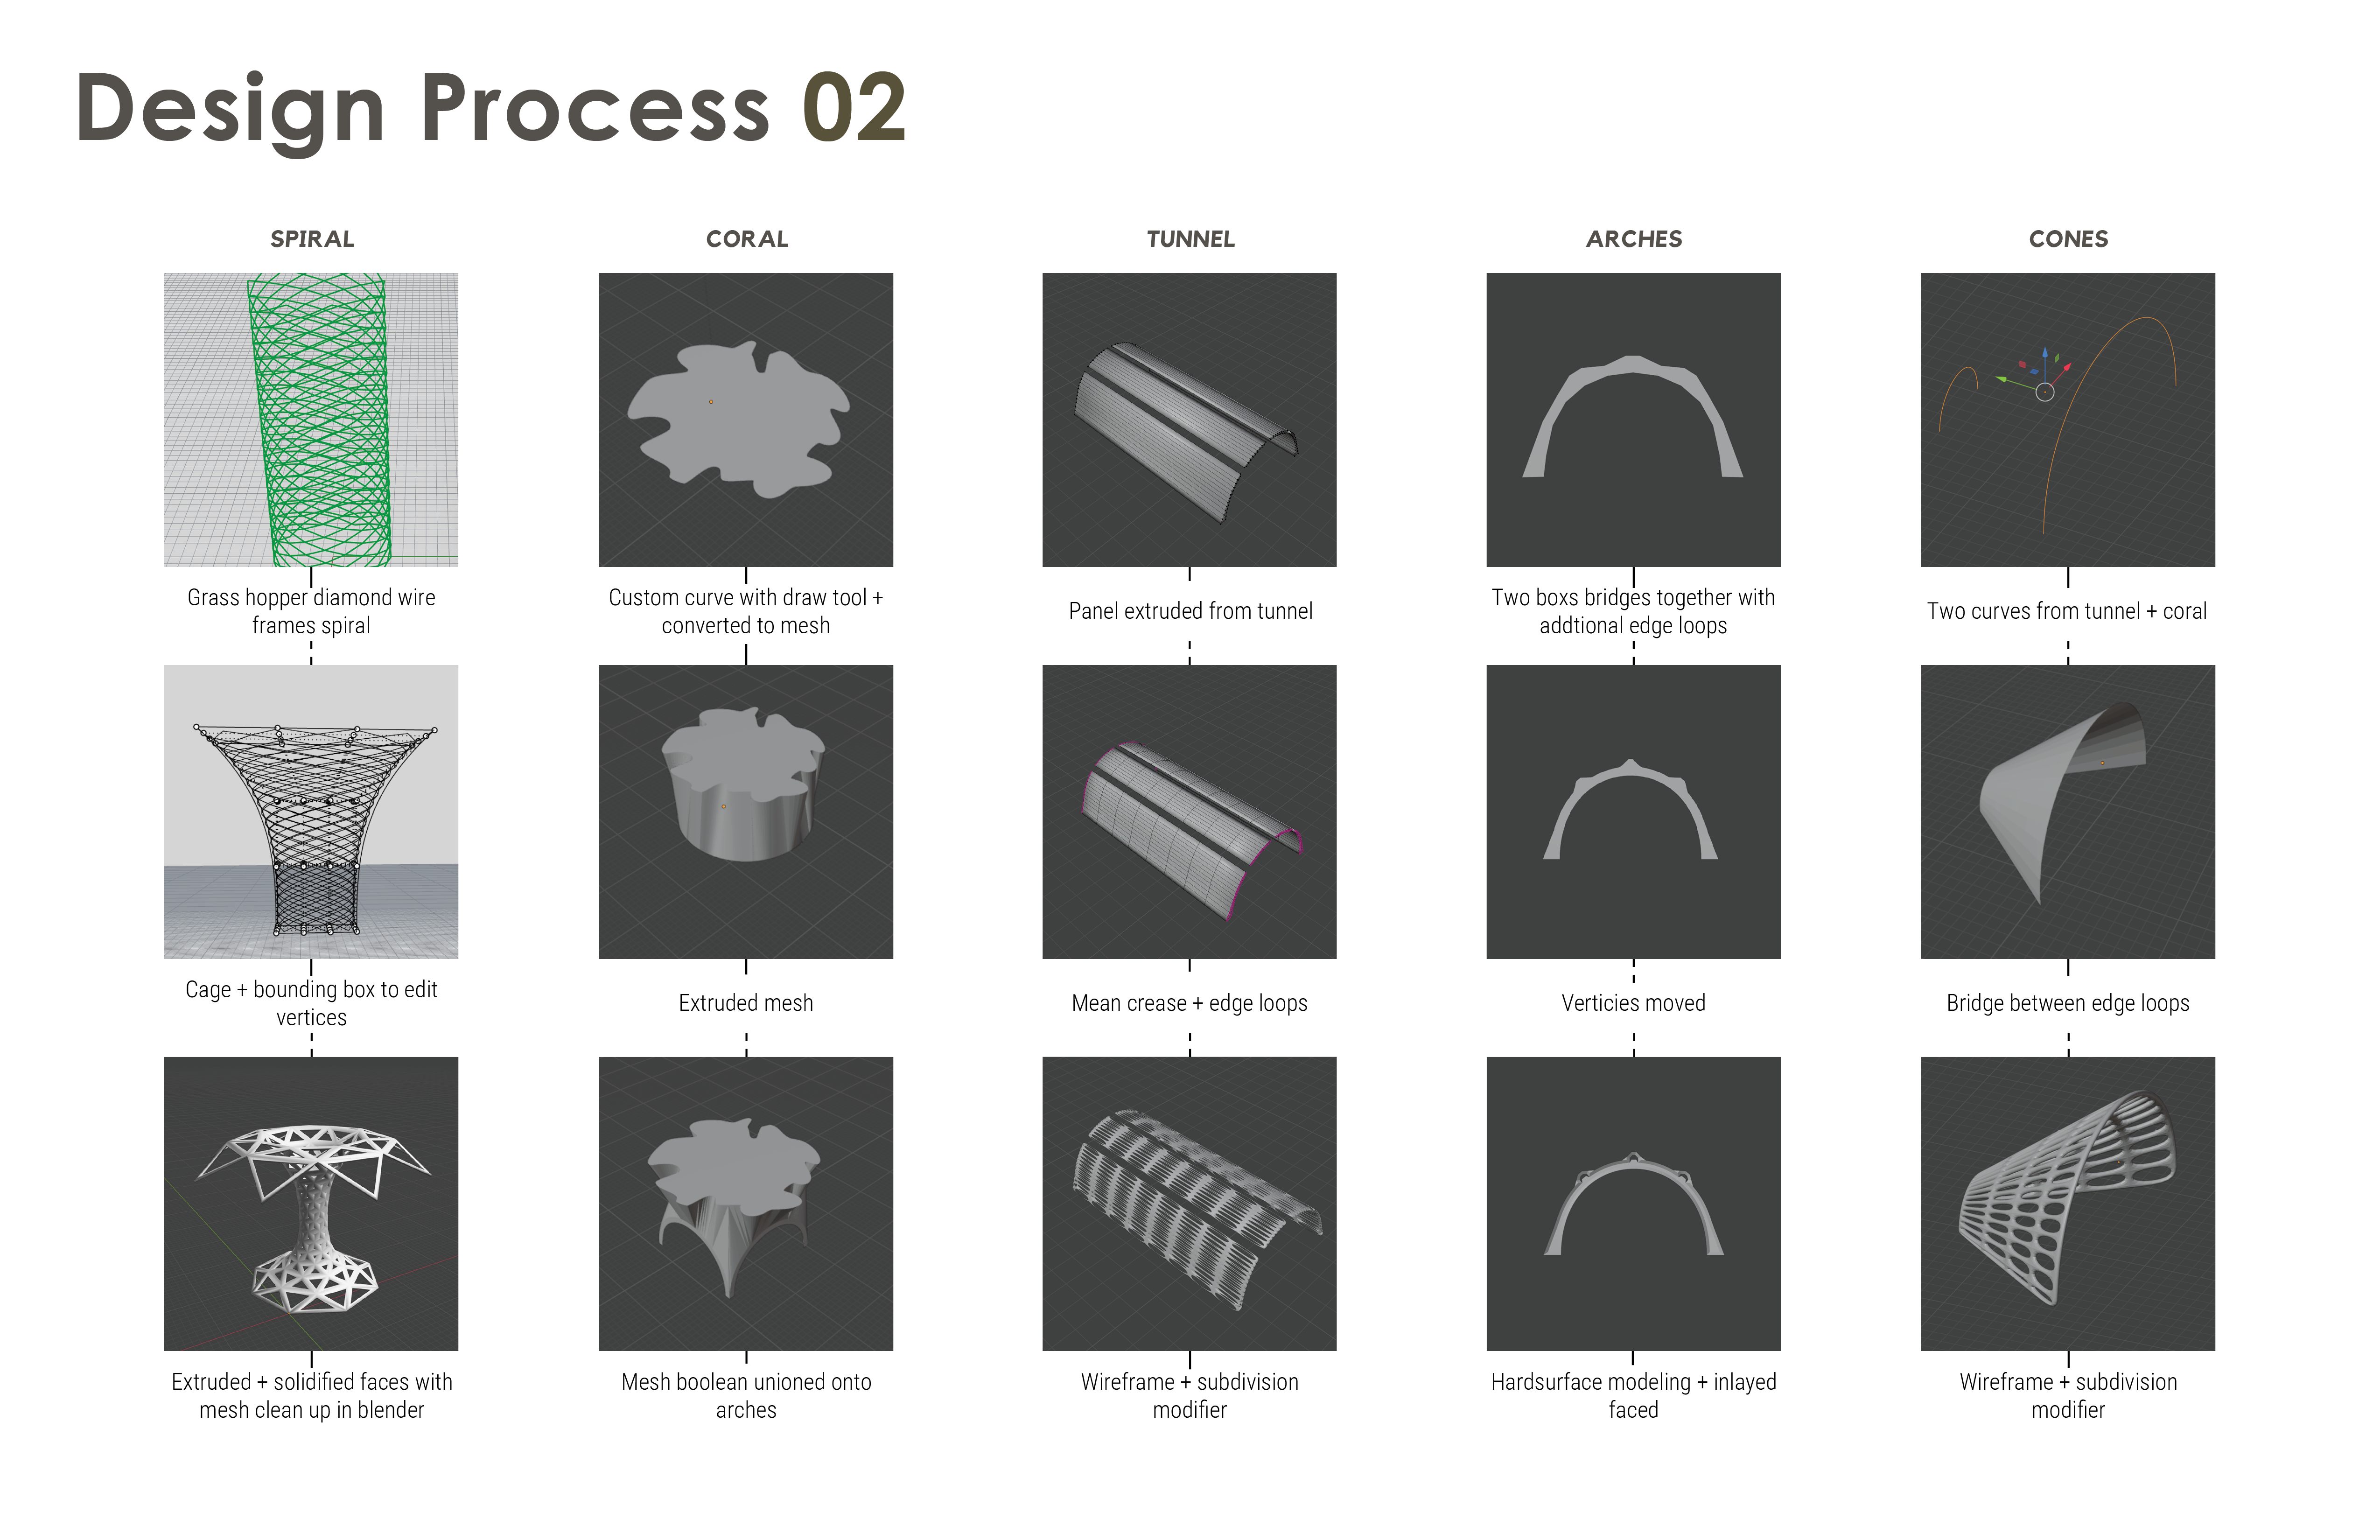 Design Process 02
SPIRAL
CORAL
TUNNEL
ARCHES
CONES
Grass hopper diamond wire
frames spiral
Custom curve with draw tool +
converted to mesh
Panel extruded from tunnel
Two boxs bridges together with
addtional edge loops
Two curves from tunnel + coral
Cage + bounding box to edit
vertices
Extruded mesh
Mean crease + edge loops
Verticies moved
Bridge between edge loops
Extruded + solidified faces with
mesh clean up in blender
Mesh boolean unioned onto
arches
Wireframe + subdivision
modifier
Hardsurface modeling + inlayed
faced
Wireframe + subdivision
modifier